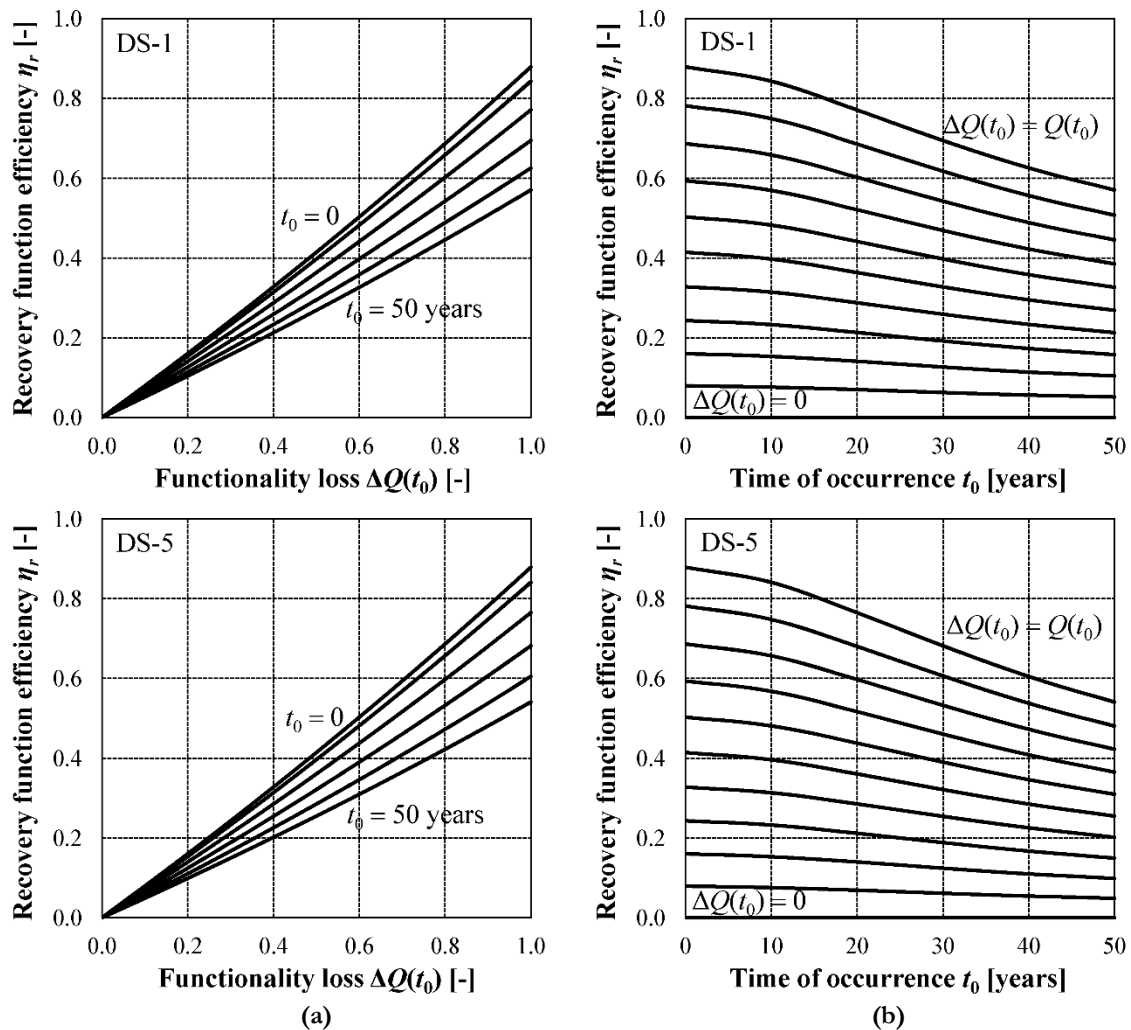 Recovery function efficiency ηr [-]
1.0
0.8
0.6
0.4
0.2
0.0
DS-1
t0 = 0
t0 = 50 years
0.0 0.2 0.4 0.6 0.8 1.0
Functionality loss ΔQ(t0) [-]
Recovery function efficiency ηr [-]
1.0
0.8
0.6
0.4
0.2
0.0
DS-1
ΔQ(t0) = Q(t0)
ΔQ(t0) = 0
0 10 20 30 40 50
Time of occurrence t0 [years]
Recovery function efficiency ηr [-]
1.0
0.8
0.6
0.4
0.2
0.0
DS-5
t0 = 0
t0 = 50 years
0.0 0.2 0.4 0.6 0.8 1.0
Functionality loss ΔQ(t0) [-]
(a)
Recovery function efficiency ηr [-]
1.0
0.8
0.6
0.4
0.2
0.0
DS-5
ΔQ(t0) = Q(t0)
ΔQ(t0) = 0
0 10 20 30 40 50
Time of occurrence t0 [years]
(b)